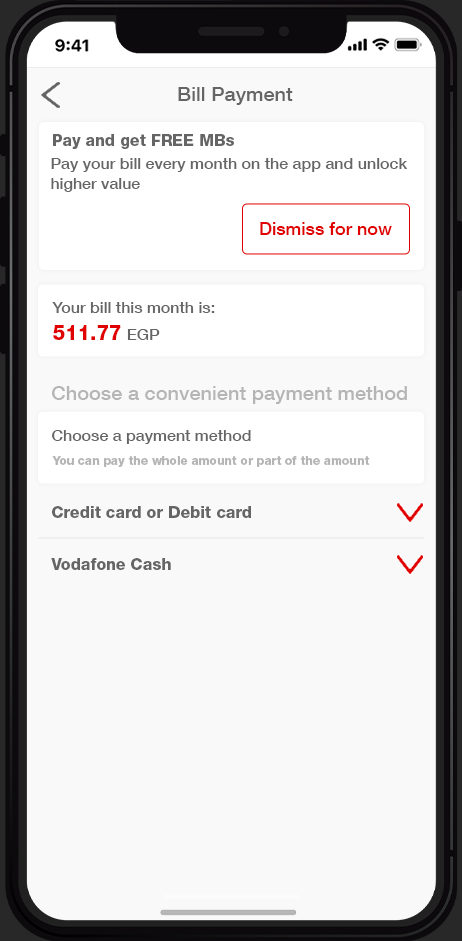 9:41
Bill Payment
Pay and get FREE MBs
Pay your bill every month on the app and unlock
higher value
Dismiss for now
Your bill this month is:
511.77 EGP
Choose a convenient payment method
Choose a payment method
You can pay the whole amount or part of the amount
Credit card or Debit card
Vodafone Cash